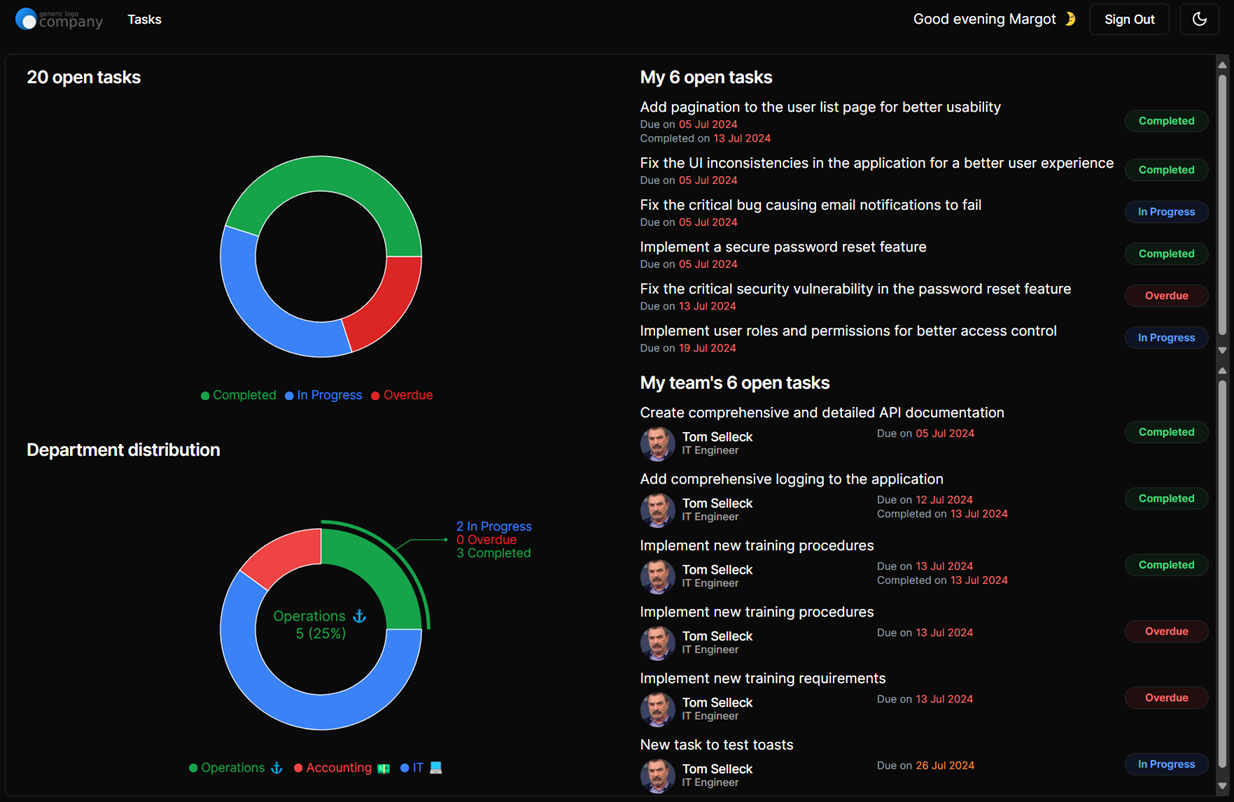 generic logo
company
Tasks
Good evening Margot 🌛
Sign Out
20 open tasks
Completed
In Progress
Overdue
Department distribution
2 In Progress
0 Overdue
3 Completed
Operations ⚓
5 (25%)
Operations ⚓
Accounting 💵
IT 💻
My 6 open tasks
Add pagination to the user list page for better usability
Due on 05 Jul 2024
Completed on 13 Jul 2024
Completed
Fix the UI inconsistencies in the application for a better user experience
Due on 05 Jul 2024
Completed
Fix the critical bug causing email notifications to fail
Due on 05 Jul 2024
In Progress
Implement a secure password reset feature
Due on 05 Jul 2024
Completed
Fix the critical security vulnerability in the password reset feature
Due on 13 Jul 2024
Overdue
Implement user roles and permissions for better access control
Due on 19 Jul 2024
In Progress
My team's 6 open tasks
Create comprehensive and detailed API documentation
Tom Selleck
IT Engineer
Due on 05 Jul 2024
Completed
Add comprehensive logging to the application
Tom Selleck
IT Engineer
Due on 12 Jul 2024
Completed on 13 Jul 2024
Completed
Implement new training procedures
Tom Selleck
IT Engineer
Due on 13 Jul 2024
Completed on 13 Jul 2024
Completed
Implement new training procedures
Tom Selleck
IT Engineer
Due on 13 Jul 2024
Overdue
Implement new training requirements
Tom Selleck
IT Engineer
Due on 13 Jul 2024
Overdue
New task to test toasts
Tom Selleck
IT Engineer
Due on 26 Jul 2024
In Progress